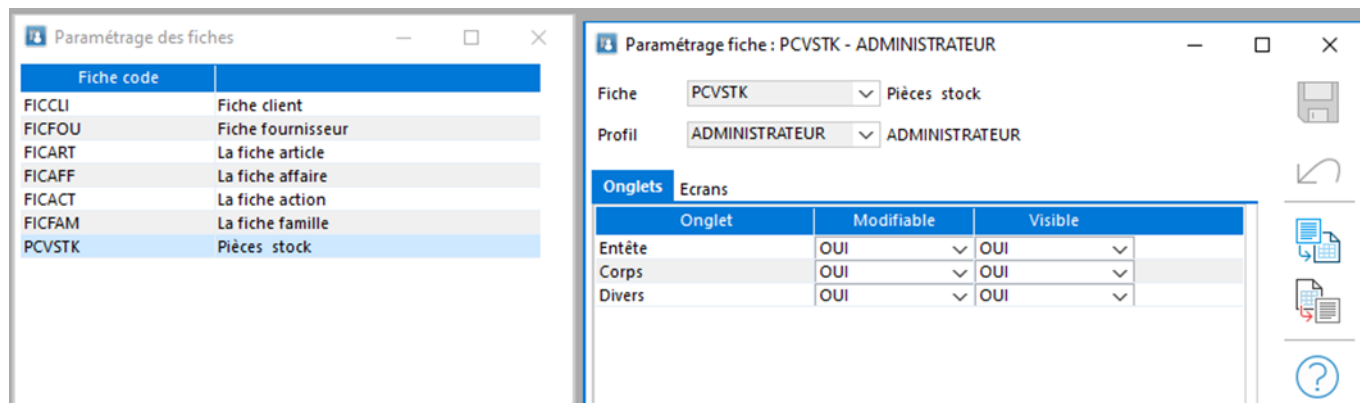 Paramétrage des fiches
Fiche code
FICCLI Fiche client
FICFOU Fiche fournisseur
FICART La fiche article
FICAFF La fiche affaire
FICACT La fiche action
FICFAM La fiche famille
PCVSTK Pièces stock
Paramétrage fiche : PCVSTK - ADMINISTRATEUR
Fiche PCVSTK Pièces stock
Profil ADMINISTRATEUR ADMINISTRATEUR
Onglets Ecrans
Onglet Modifiable Visible
Entête OUI OUI
Corps OUI OUI
Divers OUI OUI
?